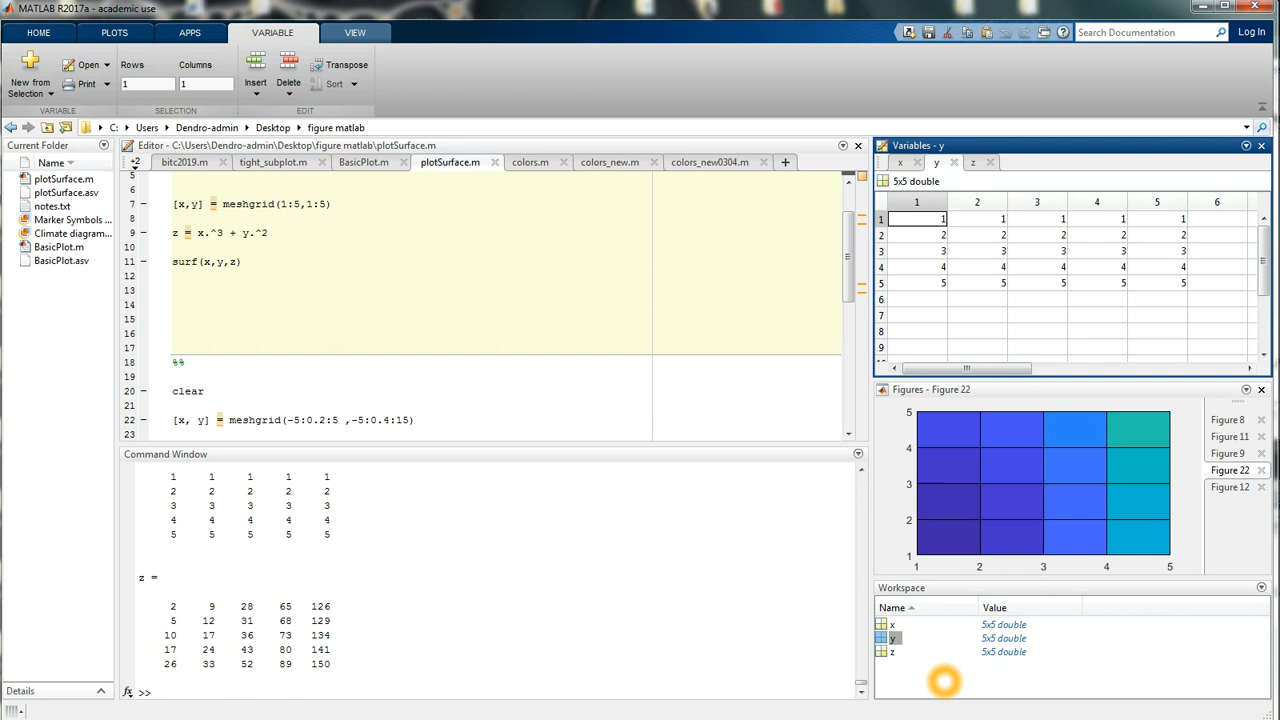 MATLAB R2017a - academic use
HOME PLOTS APPS VARIABLE VIEW
Search Documentation Log In
New from Selection Open Print
Rows Columns
1 1
Insert Delete Transpose Sort
VARIABLE SELECTION EDIT
C: Users Dendro-admin Desktop figure matlab
Current Folder
Name
plotSurface.m
plotSurface.asv
notes.txt
Marker Symbols ...
Climate diagram...
BasicPlot.m
BasicPlot.asv
Details
Editor - C:\Users\Dendro-admin\Desktop\figure matlab\plotSurface.m
+2 bitc2019.m tight_subplot.m BasicPlot.m plotSurface.m colors.m colors_new.m colors_new0304.m
5
6
7 – [x,y] = meshgrid(1:5,1:5)
8
9 – z = x.^3 + y.^2
10
11 – surf(x,y,z)
12
13
14
15
16
17
18 %%
19
20 – clear
21
22 – [x, y] = meshgrid(-5:0.2:5 ,-5:0.4:15)
23
Command Window
1 1 1 1 1
2 2 2 2 2
3 3 3 3 3
4 4 4 4 4
5 5 5 5 5
z =
2 9 28 65 126
5 12 31 68 129
10 17 36 73 134
17 24 43 80 141
26 33 52 89 150
fx >>
Variables - y
x y z
5x5 double
1 2 3 4 5 6
1 1 1 1 1 1
2 2 2 2 2 2
3 3 3 3 3 3
4 4 4 4 4 4
5 5 5 5 5 5
6
7
8
9
Figures - Figure 22
5
4
3
2
1
1 2 3 4 5
Figure 8
Figure 11
Figure 9
Figure 22
Figure 12
Workspace
Name Value
x 5x5 double
y 5x5 double
z 5x5 double